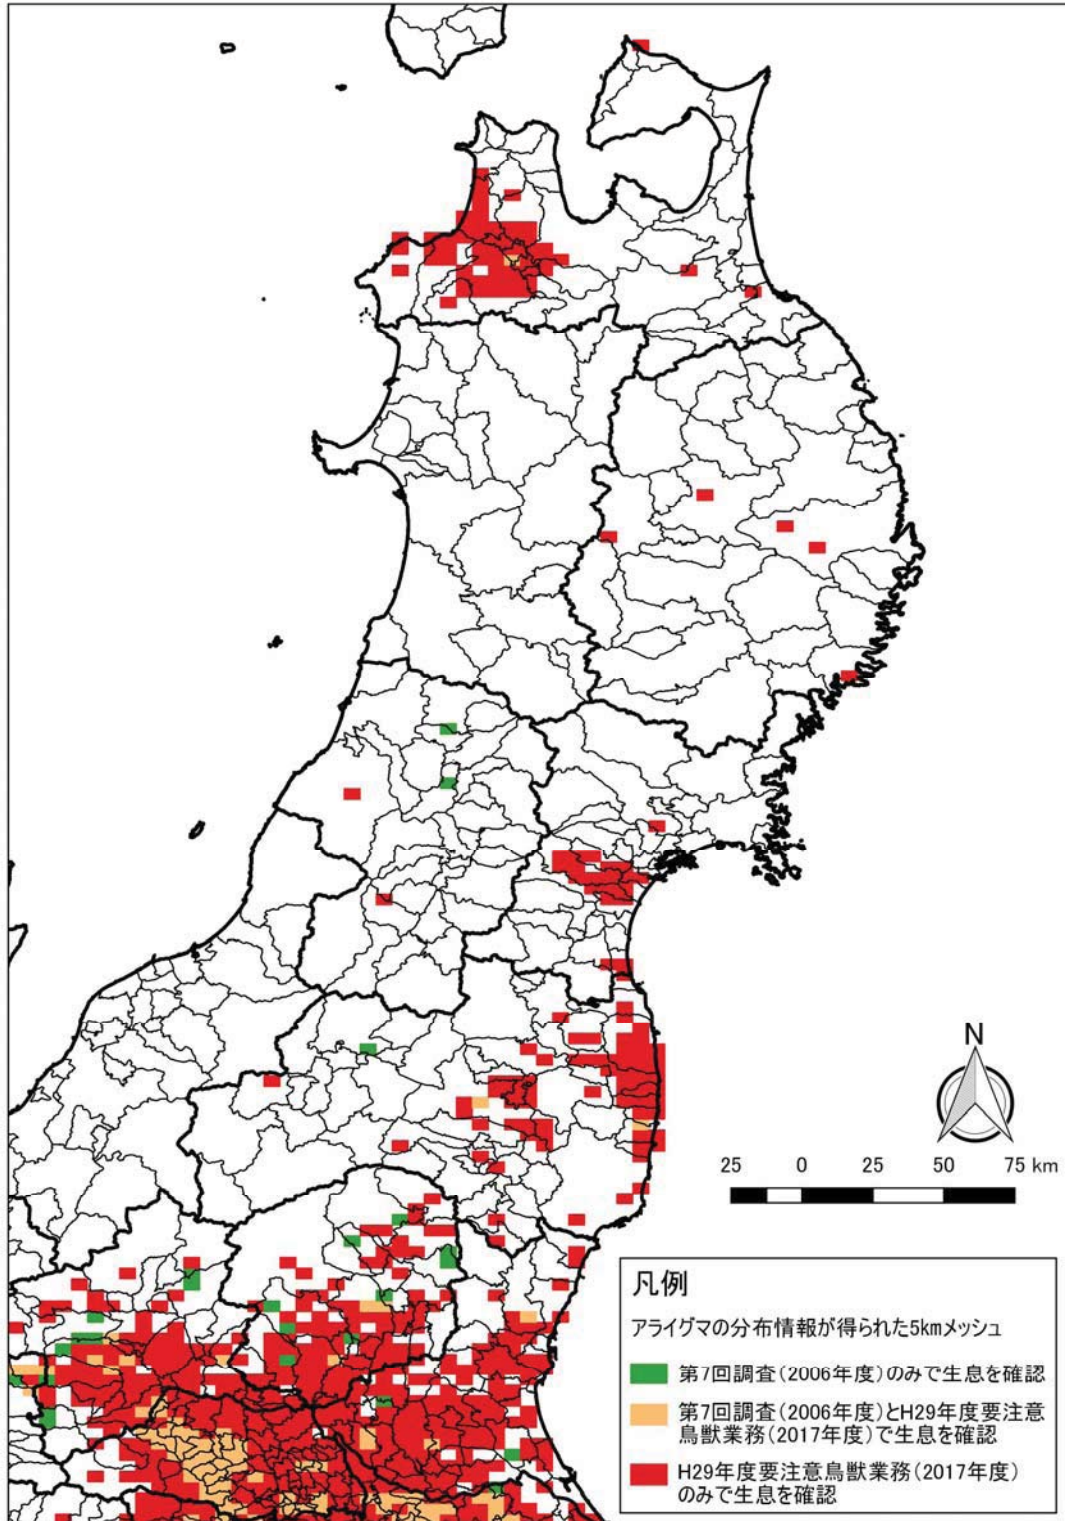 N
25 0 25 50 75 km
凡例
アライグマの分布情報が得られた5kmメッシュ
第7回調査(2006年度)のみで生息を確認
第7回調査(2006年度)とH29年度要注意
鳥獣業務(2017年度)で生息を確認
H29年度要注意鳥獣業務(2017年度)
のみで生息を確認